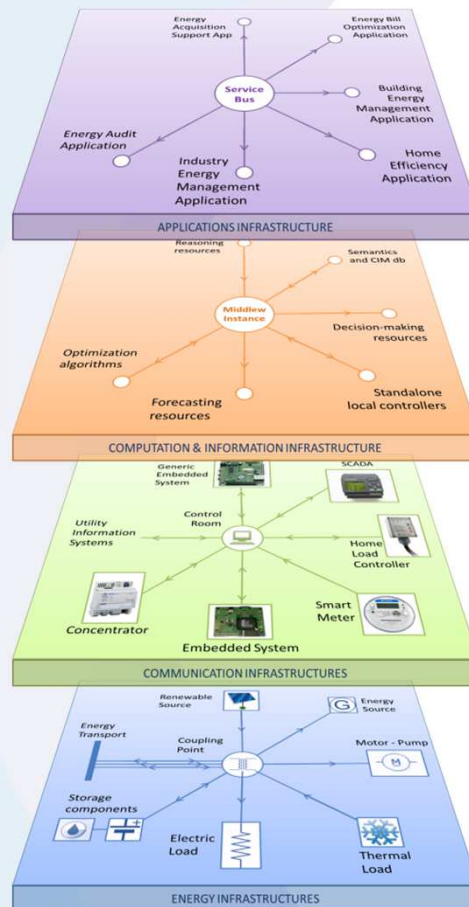 Energy
Acquisition
Support App
Energy Bill
Optimization
Application
Service
Bus
Building
Energy
Management
Application
Energy Audit
Application
Industry
Energy
Management
Application
Home
Efficiency
Application
APPLICATIONS INFRASTRUCTURE
Reasoning
resources
Semantics
and CIM db
Middlew
Instance
Decision-making
resources
Optimization
algorithms
Forecasting
resources
Standalone
local controllers
COMPUTATION & INFORMATION INFRASTRUCTURE
Generic
Embedded
System
SCADA
Control
Room
Utility
Information
Systems
Home
Load
Controller
Concentrator
Embedded System
Smart
Meter
COMMUNICATION INFRASTRUCTURES
Renewable
Source
G
Energy
Source
Energy
Transport
Coupling
Point
Motor - Pump
M
Storage
components
Electric
Load
Thermal
Load
ENERGY INFRASTRUCTURES